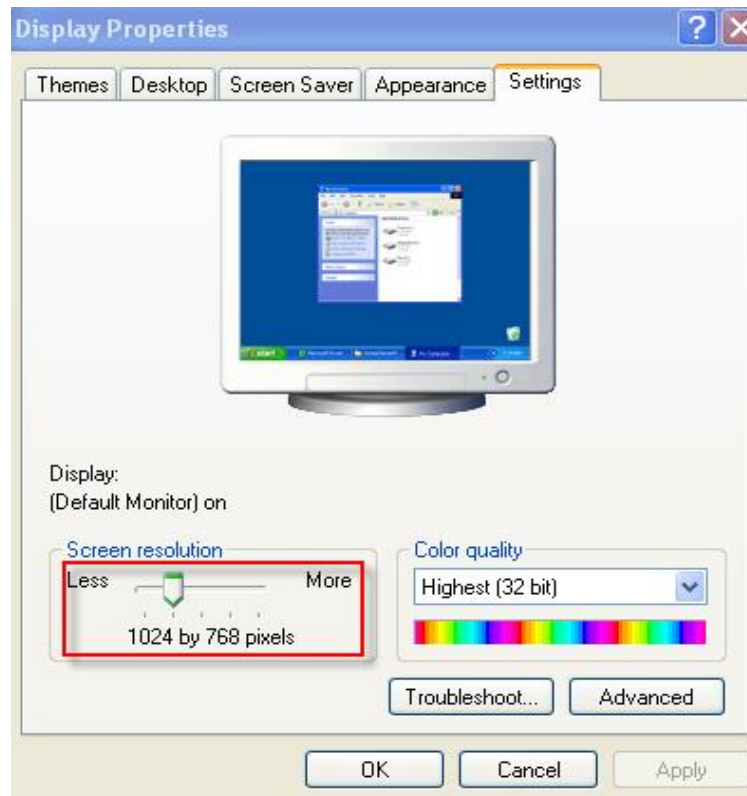 Display Properties
?
X
Themes Desktop Screen Saver Appearance Settings
start
Display:
(Default Monitor) on
Screen resolution
Less More
1024 by 768 pixels
Color quality
Highest (32 bit)
Troubleshoot... Advanced
OK Cancel Apply